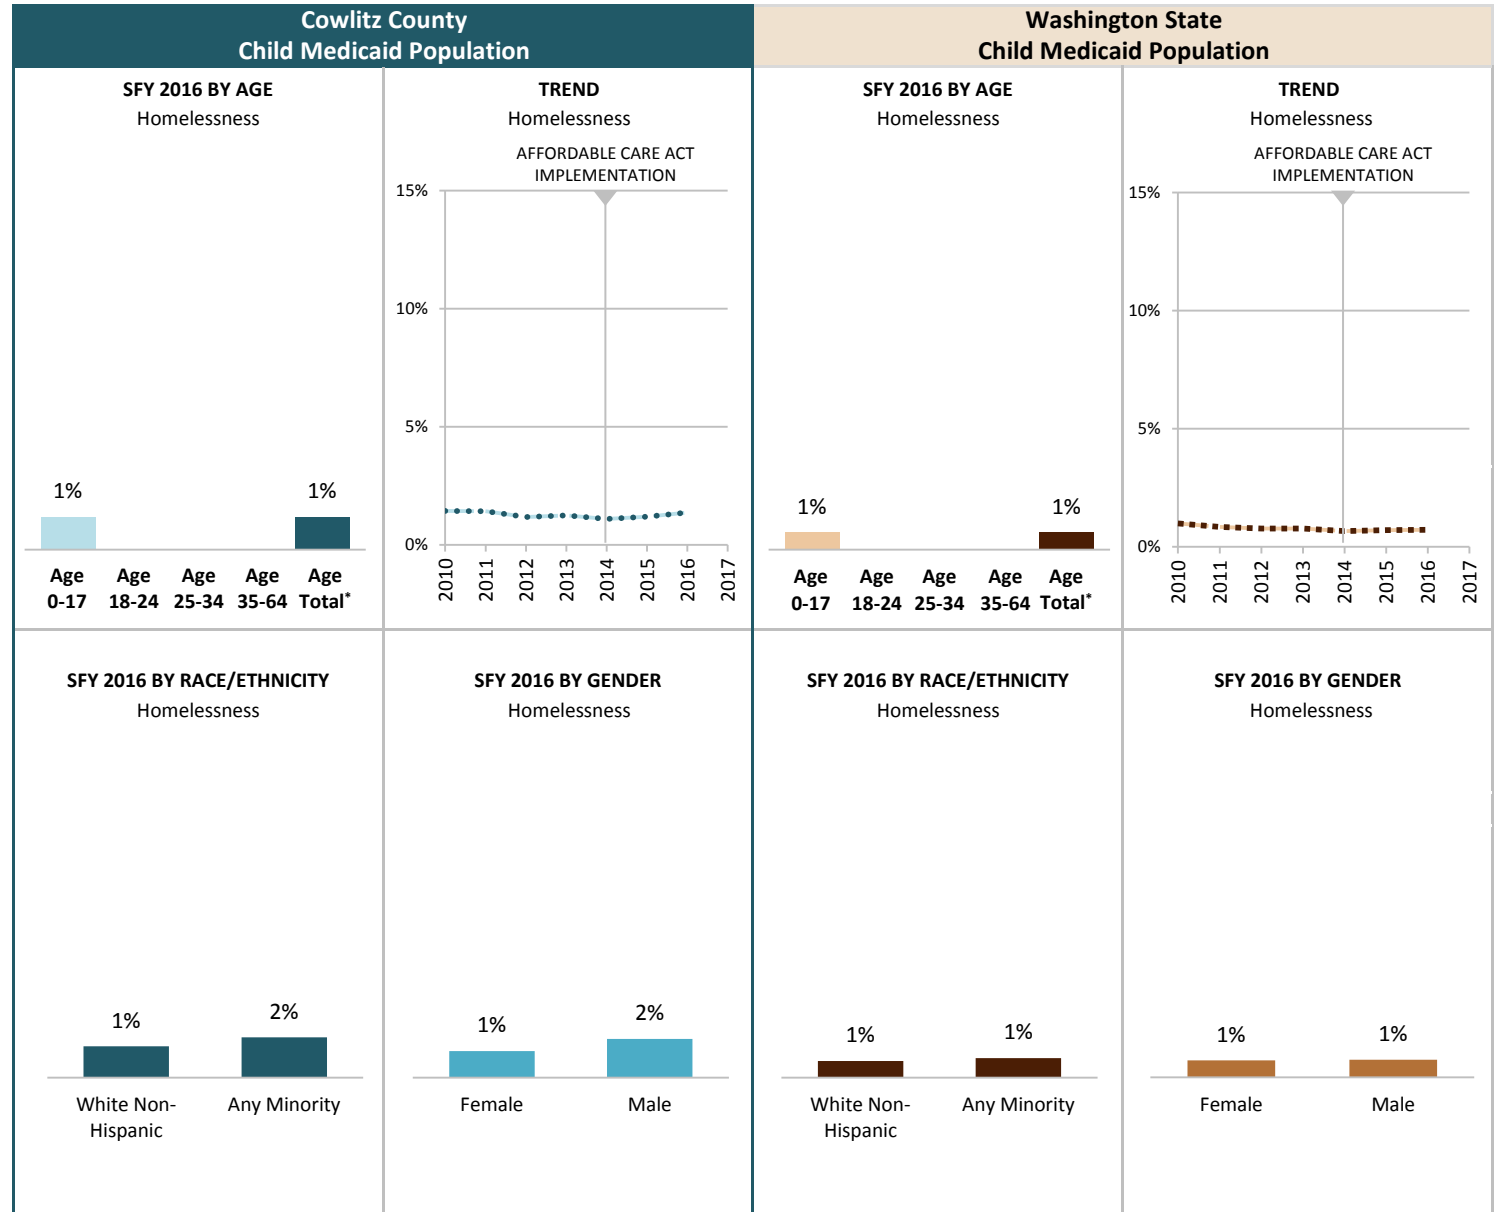 Cowlitz County
Child Medicaid Population
Washington State
Child Medicaid Population
SFY 2016 BY AGE
Homelessness
1%
1%
Age
0-17
Age
18-24
Age
25-34
Age
35-64
Age
Total*
TREND
Homelessness
AFFORDABLE CARE ACT
IMPLEMENTATION
15%
10%
5%
0%
2010
2011
2012
2013
2014
2015
2016
2017
SFY 2016 BY AGE
Homelessness
1%
1%
Age
0-17
Age
18-24
Age
25-34
Age
35-64
Age
Total*
TREND
Homelessness
AFFORDABLE CARE ACT
IMPLEMENTATION
15%
10%
5%
0%
2010
2011
2012
2013
2014
2015
2016
2017
SFY 2016 BY RACE/ETHNICITY
Homelessness
1%
2%
White Non-
Hispanic
Any Minority
SFY 2016 BY GENDER
Homelessness
1%
2%
Female
Male
SFY 2016 BY RACE/ETHNICITY
Homelessness
1%
1%
White Non-
Hispanic
Any Minority
SFY 2016 BY GENDER
Homelessness
1%
1%
Female
Male